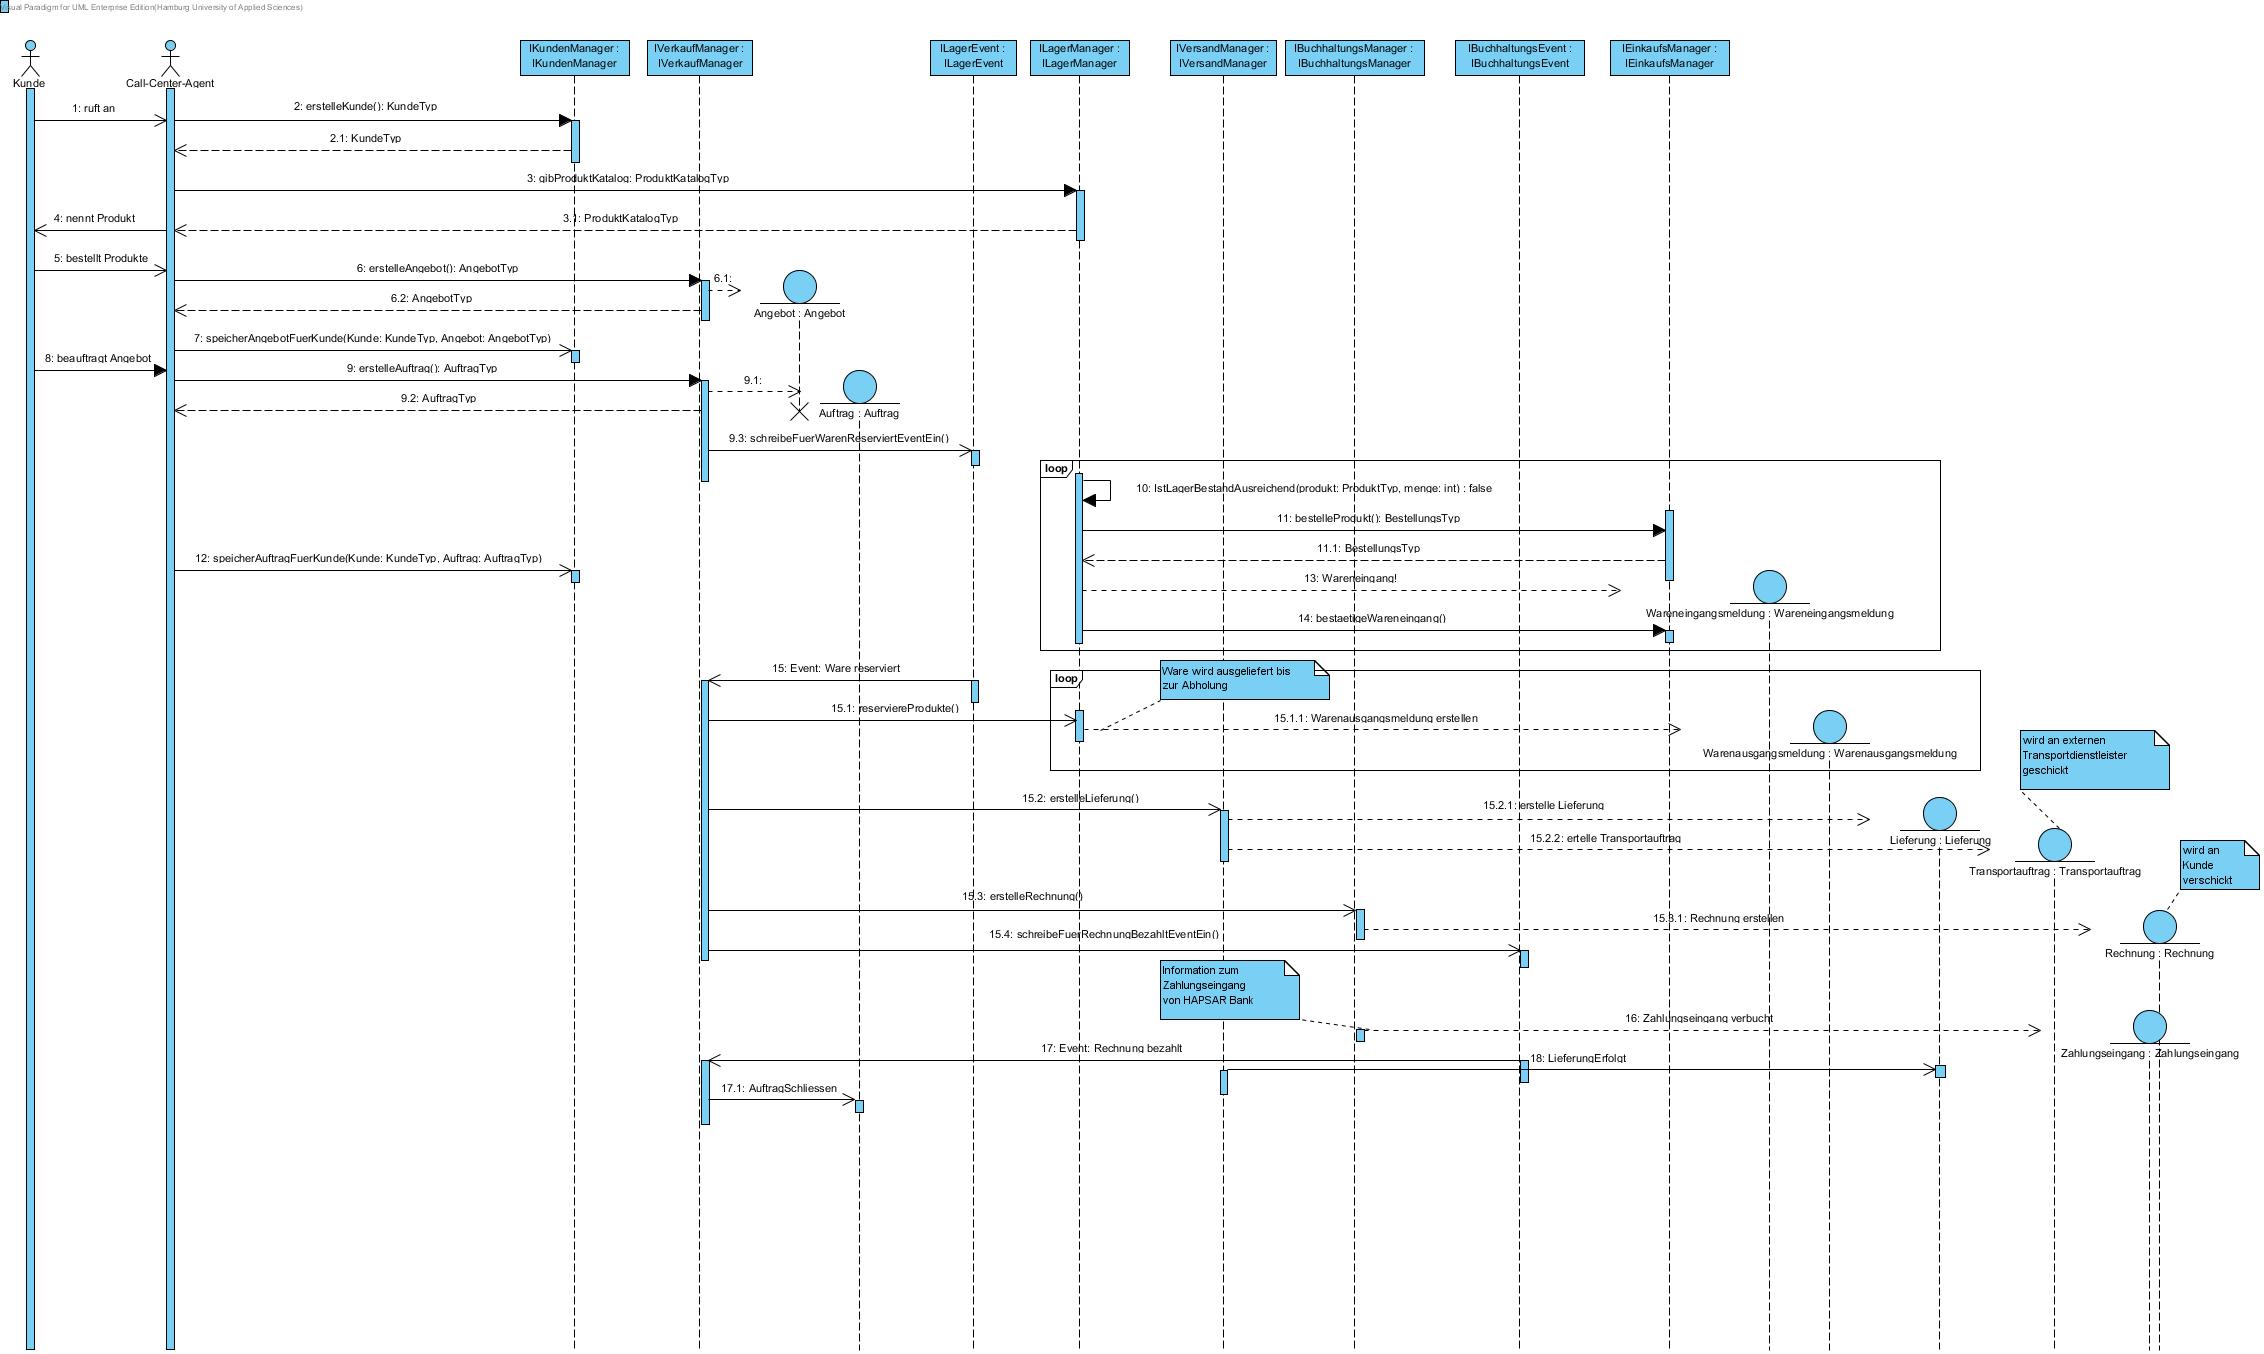 Visual Paradigm for UML Enterprise Edition(Hamburg University of Applied Sciences)
Kunde
Call-Center-Agent
IKundenManager :
IKundenManager
IVerkaufManager :
IVerkaufManager
ILagerEvent :
ILagerEvent
ILagerManager :
ILagerManager
IVersandManager :
IVersandManager
IBuchhaltungsManager :
IBuchhaltungsManager
IBuchhaltungsEvent :
IBuchhaltungsEvent
IEinkaufsManager :
IEinkaufsManager
1: ruft an
2: erstelleKunde(): KundeTyp
2.1: KundeTyp
3: gibProduktKatalog: ProduktKatalogTyp
4: nennt Produkt
3.1: ProduktKatalogTyp
5: bestellt Produkte
6: erstelleAngebot(): AngebotTyp
6.1:
6.2: AngebotTyp
Angebot : Angebot
7: speicherAngebotFuerKunde(Kunde: KundeTyp, Angebot: AngebotTyp)
8: beauftragt Angebot
9: erstelleAuftrag(): AuftragTyp
9.1:
9.2: AuftragTyp
Auftrag : Auftrag
9.3: schreibeFuerWarenReserviertEventEin()
loop
10: IstLagerBestandAusreichend(produkt: ProduktTyp, menge: int) : false
11: bestelleProdukt(): BestellungsTyp
11.1: BestellungsTyp
12: speicherAuftragFuerKunde(Kunde: KundeTyp, Auftrag: AuftragTyp)
13: Wareneingang!
Wareneingangsmeldung : Wareneingangsmeldung
14: bestaetigeWareneingang()
15: Event: Ware reserviert
loop
Ware wird ausgeliefert bis
zur Abholung
15.1: reserviereProdukte()
15.1.1: Warenausgangsmeldung erstellen
Warenausgangsmeldung : Warenausgangsmeldung
wird an externen
Transportdienstleister
geschickt
15.2: erstelleLieferung()
15.2.1: erstelle Lieferung
15.2.2: ertelle Transportauftrag
Lieferung : Lieferung
Transportauftrag : Transportauftrag
wird an
Kunde
verschickt
15.3: erstelleRechnung()
15.3.1: Rechnung erstellen
15.4: schreibeFuerRechnungBezahltEventEin()
Rechnung : Rechnung
Information zum
Zahlungseingang
von HAPSAR Bank
16: Zahlungseingang verbucht
17: Event: Rechnung bezahlt
18: LieferungErfolgt
Zahlungseingang : Zahlungseingang
17.1: AuftragSchliessen